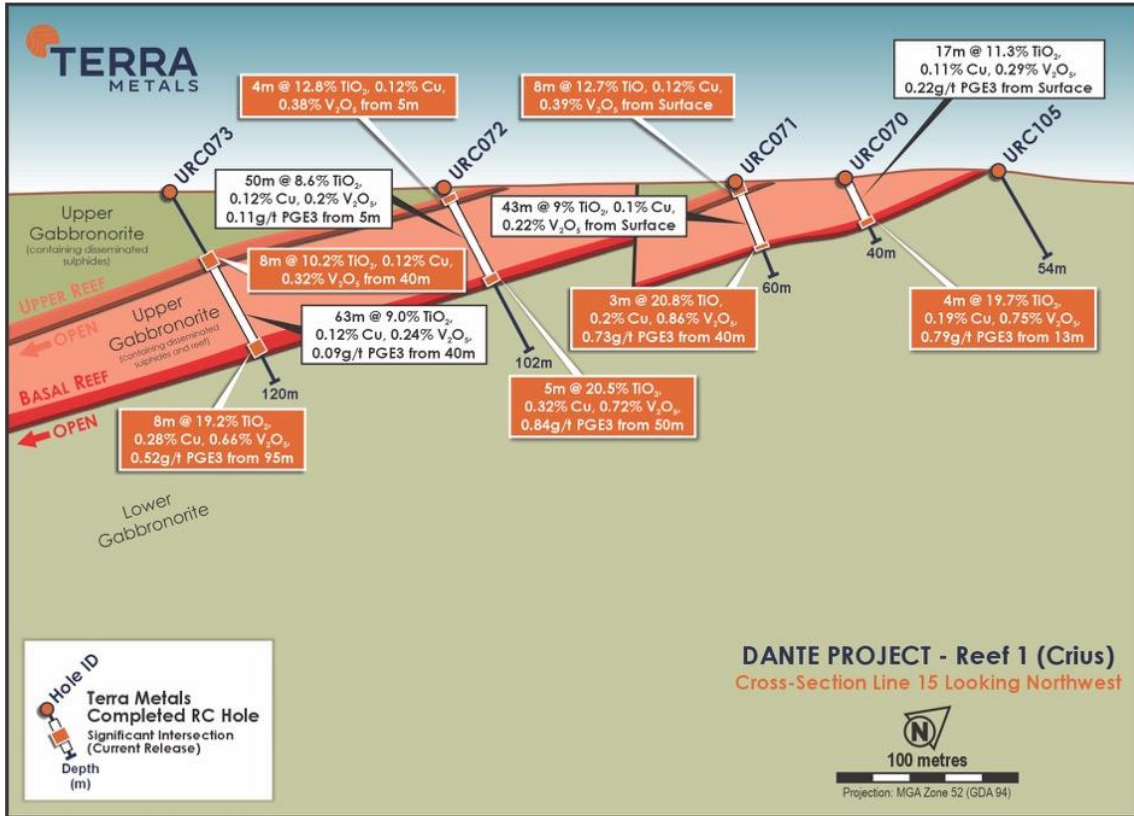 TERRA
METALS
4m @ 12.8% TiO₂, 0.12% Cu,
0.38% V₂O₅ from 5m
8m @ 12.7% TiO, 0.12% Cu,
0.39% V₂O₅ from Surface
17m @ 11.3% TiO₂,
0.11% Cu, 0.29% V₂O₅,
0.22g/t PGE3 from Surface
URC073
URC072
URC071
URC070
URC105
50m @ 8.6% TiO₂,
0.12% Cu, 0.2% V₂O₅,
0.11g/t PGE3 from 5m
43m @ 9% TiO₂, 0.1% Cu,
0.22% V₂O₅ from Surface
Upper
Gabbronorite
(containing disseminated
sulphides)
8m @ 10.2% TiO₂, 0.12% Cu,
0.32% V₂O₅ from 40m
UPPER REEF
OPEN
Upper
Gabbronorite
(containing disseminated
sulphides and reef)
63m @ 9.0% TiO₂,
0.12% Cu, 0.24% V₂O₅,
0.09g/t PGE3 from 40m
BASAL REEF
OPEN
120m
102m
60m
40m
54m
3m @ 20.8% TiO,
0.2% Cu, 0.86% V₂O₅,
0.73g/t PGE3 from 40m
4m @ 19.7% TiO₂,
0.19% Cu, 0.75% V₂O₅,
0.79g/t PGE3 from 13m
8m @ 19.2% TiO₂,
0.28% Cu, 0.66% V₂O₅,
0.52g/t PGE3 from 95m
5m @ 20.5% TiO₂,
0.32% Cu, 0.72% V₂O₅,
0.84g/t PGE3 from 50m
Lower
Gabbronorite
Hole ID
Terra Metals
Completed RC Hole
Significant Intersection
(Current Release)
Depth
(m)
DANTE PROJECT - Reef 1 (Crius)
Cross-Section Line 15 Looking Northwest
N
100 metres
Projection: MGA Zone 52 (GDA 94)